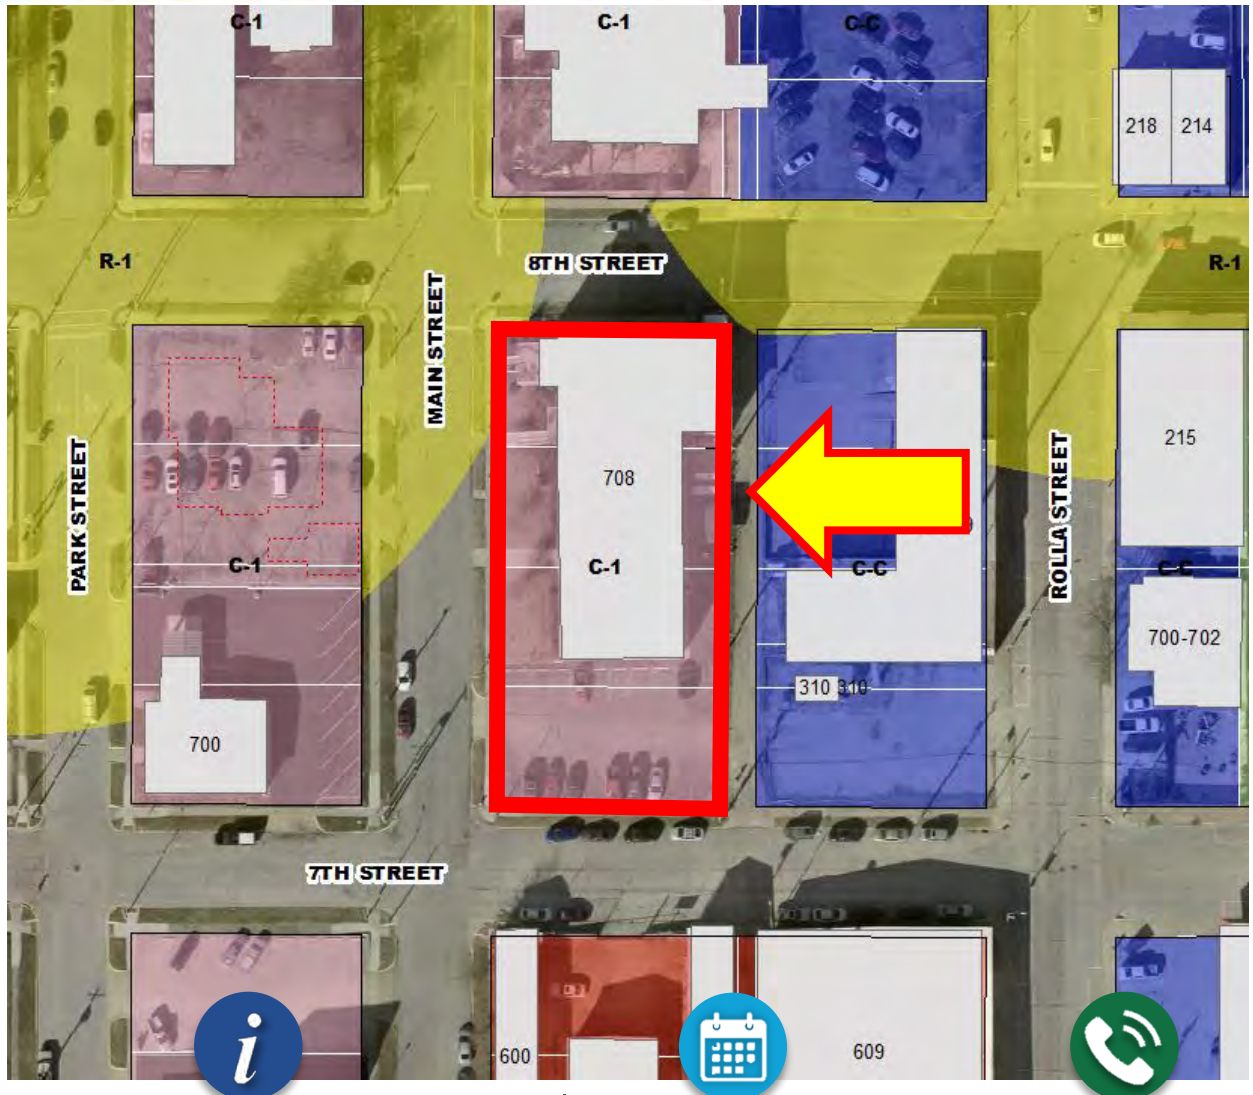 C-1
C-1
C-C
218
214
R-1
8TH STREET
R-1
MAIN STREET
PARK STREET
708
215
ROLLA STREET
C-1
C-1
C-C
C-C
700-702
310 310
700
7TH STREET
600
609
i